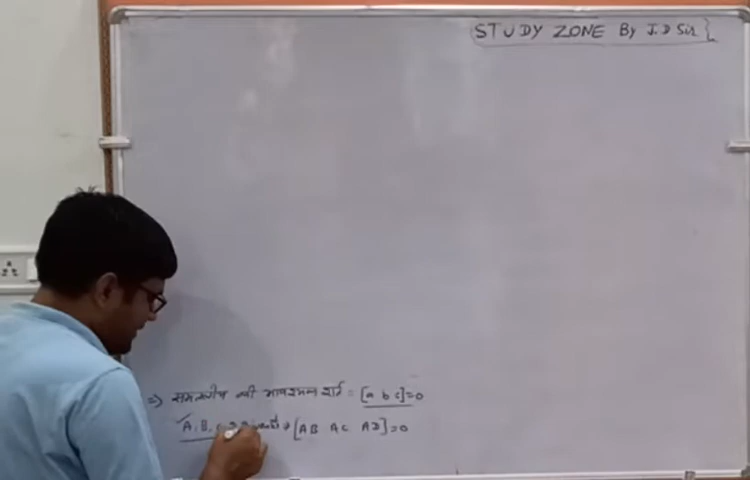 STUDY ZONE By J.D Sir
⇒ समतलीय की आवश्यक शर्त = [a b c]=0
A, B, C [AB AC AD]=0